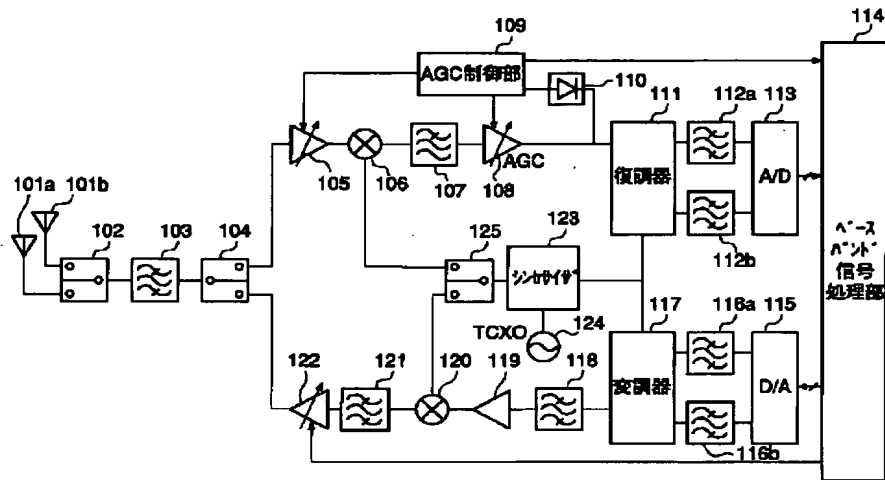 109
AGC制御部
110
114
101a
101b
102
103
104
105
106
107
108
AGC
111
復調器
112a
112b
113
A/D
ベース
バンド
信号
処理部
125
123
シンセサイザ
TCXO
124
117
変調器
116a
116b
115
D/A
122
121
120
119
118